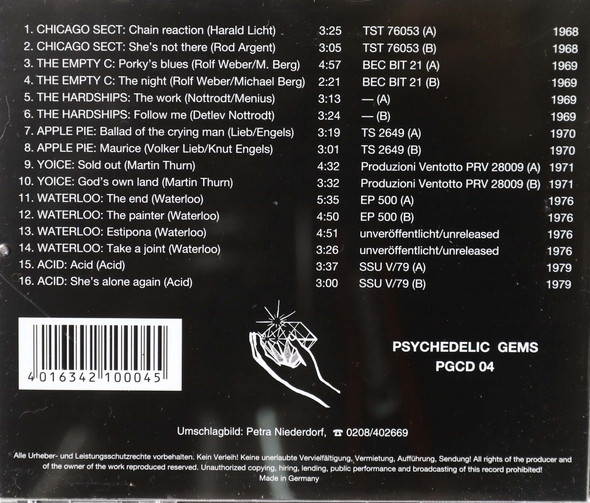 1. CHICAGO SECT: Chain reaction (Harald Licht) 3:25 TST 76053 (A) 1968
2. CHICAGO SECT: She's not there (Rod Argent) 3:05 TST 76053 (B) 1968
3. THE EMPTY C: Porky's blues (Rolf Weber/M. Berg) 4:57 BEC BIT 21 (A) 1969
4. THE EMPTY C: The night (Rolf Weber/Michael Berg) 2:21 BEC BIT 21 (B) 1969
5. THE HARDSHIPS: The work (Nottrodt/Menius) 3:13 — (A) 1969
6. THE HARDSHIPS: Follow me (Detlev Nottrodt) 3:24 — (B) 1969
7. APPLE PIE: Ballad of the crying man (Lieb/Engels) 3:19 TS 2649 (A) 1970
8. APPLE PIE: Maurice (Volker Lieb/Knut Engels) 3:01 TS 2649 (B) 1970
9. YOICE: Sold out (Martin Thurn) 4:32 Produzioni Ventotto PRV 28009 (A) 1971
10. YOICE: God's own land (Martin Thurn) 3:32 Produzioni Ventotto PRV 28009 (B) 1971
11. WATERLOO: The end (Waterloo) 5:35 EP 500 (A) 1976
12. WATERLOO: The painter (Waterloo) 4:50 EP 500 (B) 1976
13. WATERLOO: Estipona (Waterloo) 4:51 unveröffentlicht/unreleased 1976
14. WATERLOO: Take a joint (Waterloo) 3:26 unveröffentlicht/unreleased 1976
15. ACID: Acid (Acid) 3:37 SSU V/79 (A) 1979
16. ACID: She's alone again (Acid) 3:00 SSU V/79 (B) 1979
4 016342 100045
PSYCHEDELIC GEMS
PGCD 04
Umschlagbild: Petra Niederdorf, ☎ 0208/402669
Alle Urheber- und Leistungsschutzrechte vorbehalten. Kein Verleih! Keine unerlaubte Vervielfältigung, Vermietung, Aufführung, Sendung! All rights of the producer and
of the owner of the work reproduced reserved. Unauthorized copying, hiring, lending, public performance and broadcasting of this record prohibited!
Made in Germany